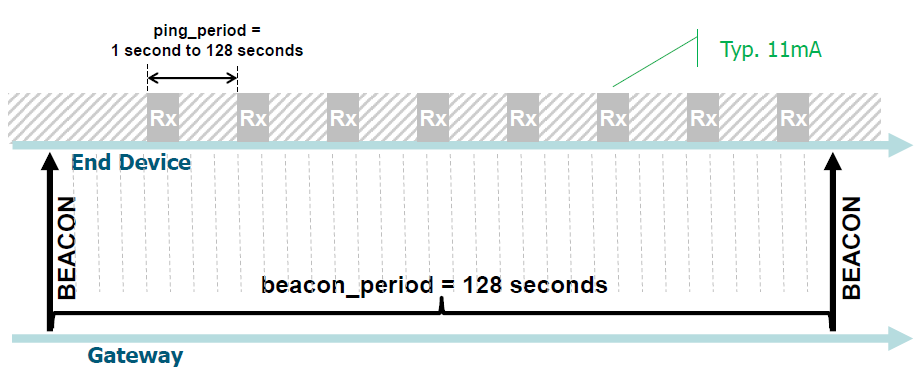 ping_period =
1 second to 128 seconds
Typ. 11mA
Rx Rx Rx Rx Rx Rx Rx Rx
End Device
BEACON
BEACON
beacon_period = 128 seconds
Gateway